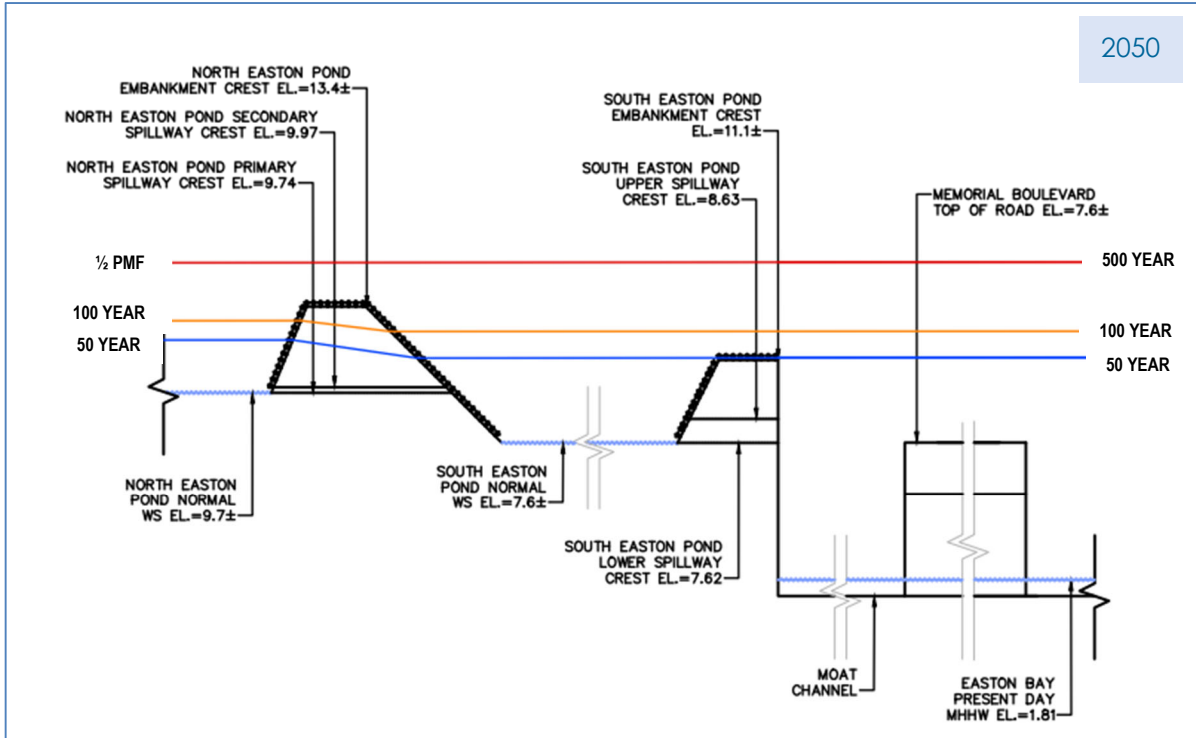 2050
NORTH EASTON POND
EMBANKMENT CREST EL.=13.4±
NORTH EASTON POND SECONDARY
SPILLWAY CREST EL.=9.97
NORTH EASTON POND PRIMARY
SPILLWAY CREST EL.=9.74
SOUTH EASTON POND
EMBANKMENT CREST
EL.=11.1±
SOUTH EASTON POND
UPPER SPILLWAY
CREST EL.=8.63
MEMORIAL BOULEVARD
TOP OF ROAD EL.=7.6±
½ PMF
500 YEAR
100 YEAR
100 YEAR
50 YEAR
50 YEAR
NORTH EASTON
POND NORMAL
WS EL.=9.7±
SOUTH EASTON
POND NORMAL
WS EL.=7.6±
SOUTH EASTON POND
LOWER SPILLWAY
CREST EL.=7.62
MOAT
CHANNEL
EASTON BAY
PRESENT DAY
MHHW EL.=1.81